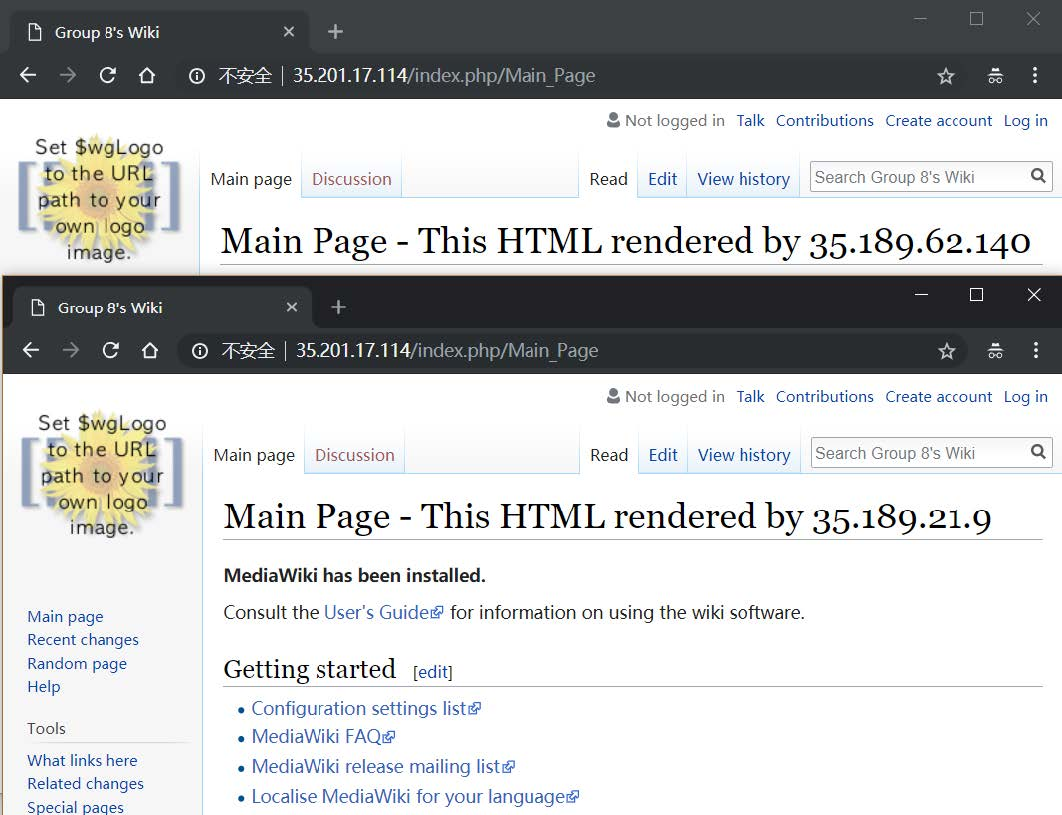 Group 8's Wiki
不安全 | 35.201.17.114/index.php/Main_Page
Not logged in Talk Contributions Create account Log in
Set $wgLogo
to the URL
path to your
own logo
image.
Main page Discussion Read Edit View history Search Group 8's Wiki
Main Page - This HTML rendered by 35.189.62.140
Group 8's Wiki
不安全 | 35.201.17.114/index.php/Main_Page
Not logged in Talk Contributions Create account Log in
Set $wgLogo
to the URL
path to your
own logo
image.
Main page Discussion Read Edit View history Search Group 8's Wiki
Main Page - This HTML rendered by 35.189.21.9
MediaWiki has been installed.
Consult the User's Guide for information on using the wiki software.
Getting started [edit]
• Configuration settings list
• MediaWiki FAQ
• MediaWiki release mailing list
• Localise MediaWiki for your language
Main page
Recent changes
Random page
Help
Tools
What links here
Related changes
Special pages